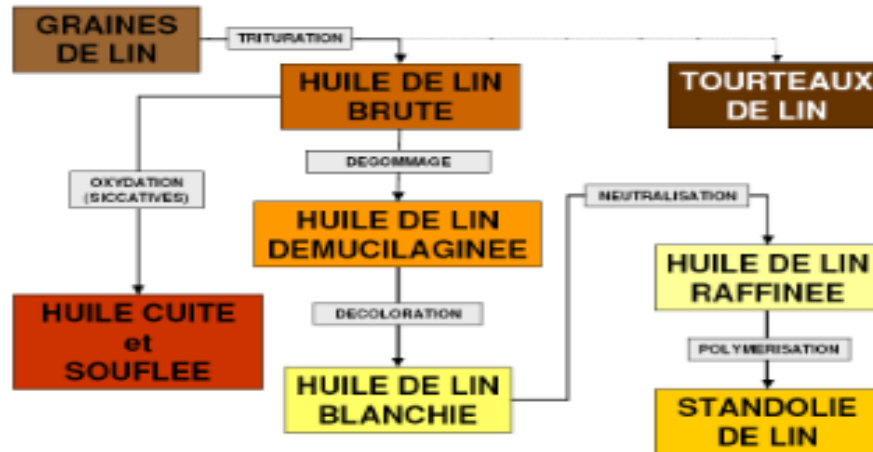 GRAINES
DE LIN
TRITURATION
HUILE DE LIN
BRUTE
TOURTEAUX
DE LIN
DEGOMMAGE
OXYDATION
(SICCATIVES)
NEUTRALISATION
HUILE DE LIN
DEMUCILAGINEE
HUILE DE LIN
RAFFINEE
HUILE CUITE
et
SOUFLEE
DECOLORATION
POLYMERISATION
HUILE DE LIN
BLANCHIE
STANDOLIE
DE LIN